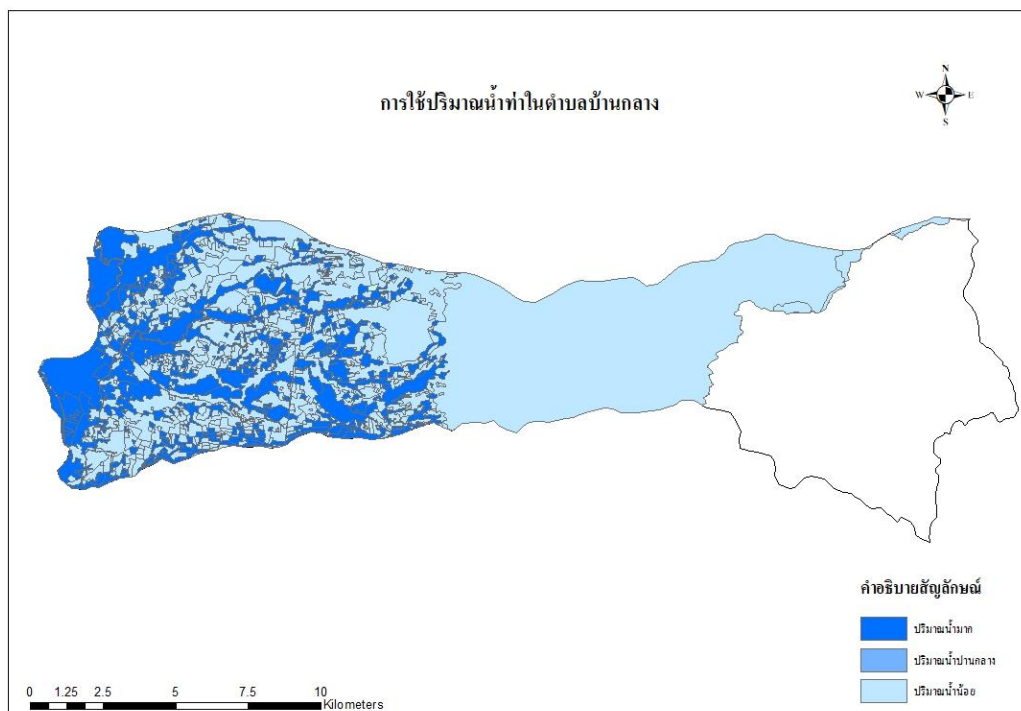 การใช้ปริมาณน้ำท่าในตำบลบ้านกลาง
N
W E
S
คำอธิบายสัญลักษณ์
ปริมาณน้ำมาก
ปริมาณน้ำปานกลาง
ปริมาณน้ำน้อย
0 1.25 2.5 5 7.5 10
Kilometers